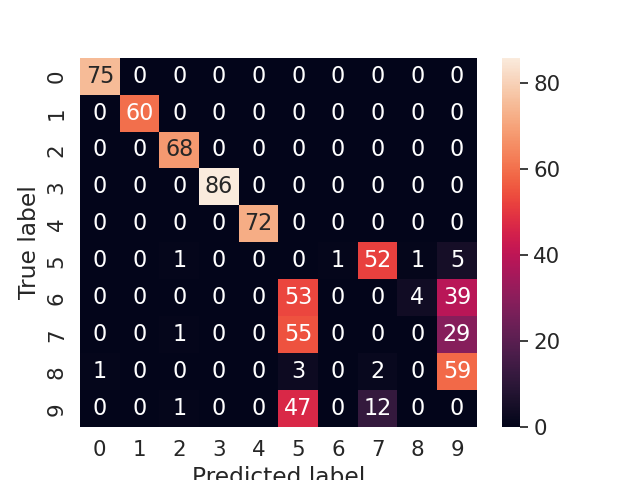 0 75 0 0 0 0 0 0 0 0 0
1 0 60 0 0 0 0 0 0 0 0
2 0 0 68 0 0 0 0 0 0 0
3 0 0 0 86 0 0 0 0 0 0
4 0 0 0 0 72 0 0 0 0 0
5 0 0 1 0 0 0 1 52 1 5
6 0 0 0 0 0 53 0 0 4 39
7 0 0 1 0 0 55 0 0 0 29
8 1 0 0 0 0 3 0 2 0 59
9 0 0 1 0 0 47 0 12 0 0
0 1 2 3 4 5 6 7 8 9
True label
Predicted label
80
60
40
20
0